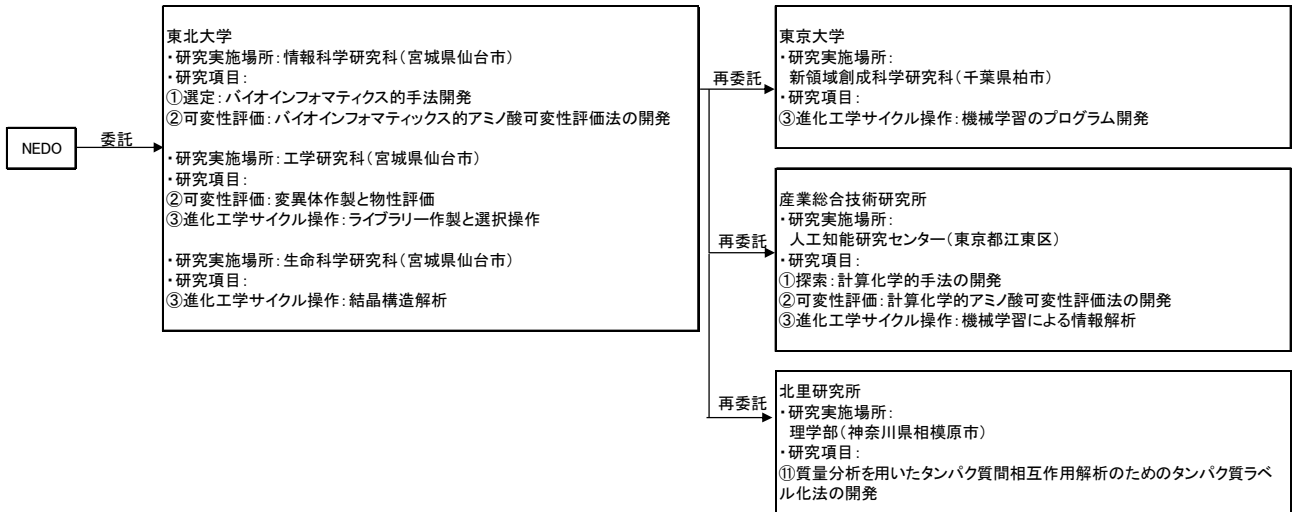 NEDO
委託
東北大学
・研究実施場所:情報科学研究科(宮城県仙台市)
・研究項目:
①選定:バイオインフォマティクス的手法開発
②可変性評価:バイオインフォマティックス的アミノ酸可変性評価法の開発
・研究実施場所:工学研究科(宮城県仙台市)
・研究項目:
②可変性評価:変異体作製と物性評価
③進化工学サイクル操作:ライブラリー作製と選択操作
・研究実施場所:生命科学研究科(宮城県仙台市)
・研究項目:
③進化工学サイクル操作:結晶構造解析
再委託
東京大学
・研究実施場所:
新領域創成科学研究科(千葉県柏市)
・研究項目:
③進化工学サイクル操作:機械学習のプログラム開発
再委託
産業総合技術研究所
・研究実施場所:
人工知能研究センター(東京都江東区)
・研究項目:
①探索:計算化学的手法の開発
②可変性評価:計算化学的アミノ酸可変性評価法の開発
③進化工学サイクル操作:機械学習による情報解析
再委託
北里研究所
・研究実施場所:
理学部(神奈川県相模原市)
・研究項目:
⑪質量分析を用いたタンパク質間相互作用解析のためのタンパク質ラベ
ル化法の開発